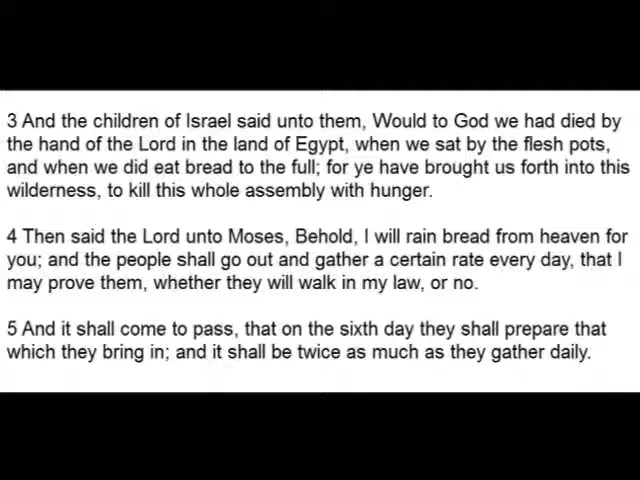 3 And the children of Israel said unto them, Would to God we had died by
the hand of the Lord in the land of Egypt, when we sat by the flesh pots,
and when we did eat bread to the full; for ye have brought us forth into this
wilderness, to kill this whole assembly with hunger.
4 Then said the Lord unto Moses, Behold, I will rain bread from heaven for
you; and the people shall go out and gather a certain rate every day, that I
may prove them, whether they will walk in my law, or no.
5 And it shall come to pass, that on the sixth day they shall prepare that
which they bring in; and it shall be twice as much as they gather daily.